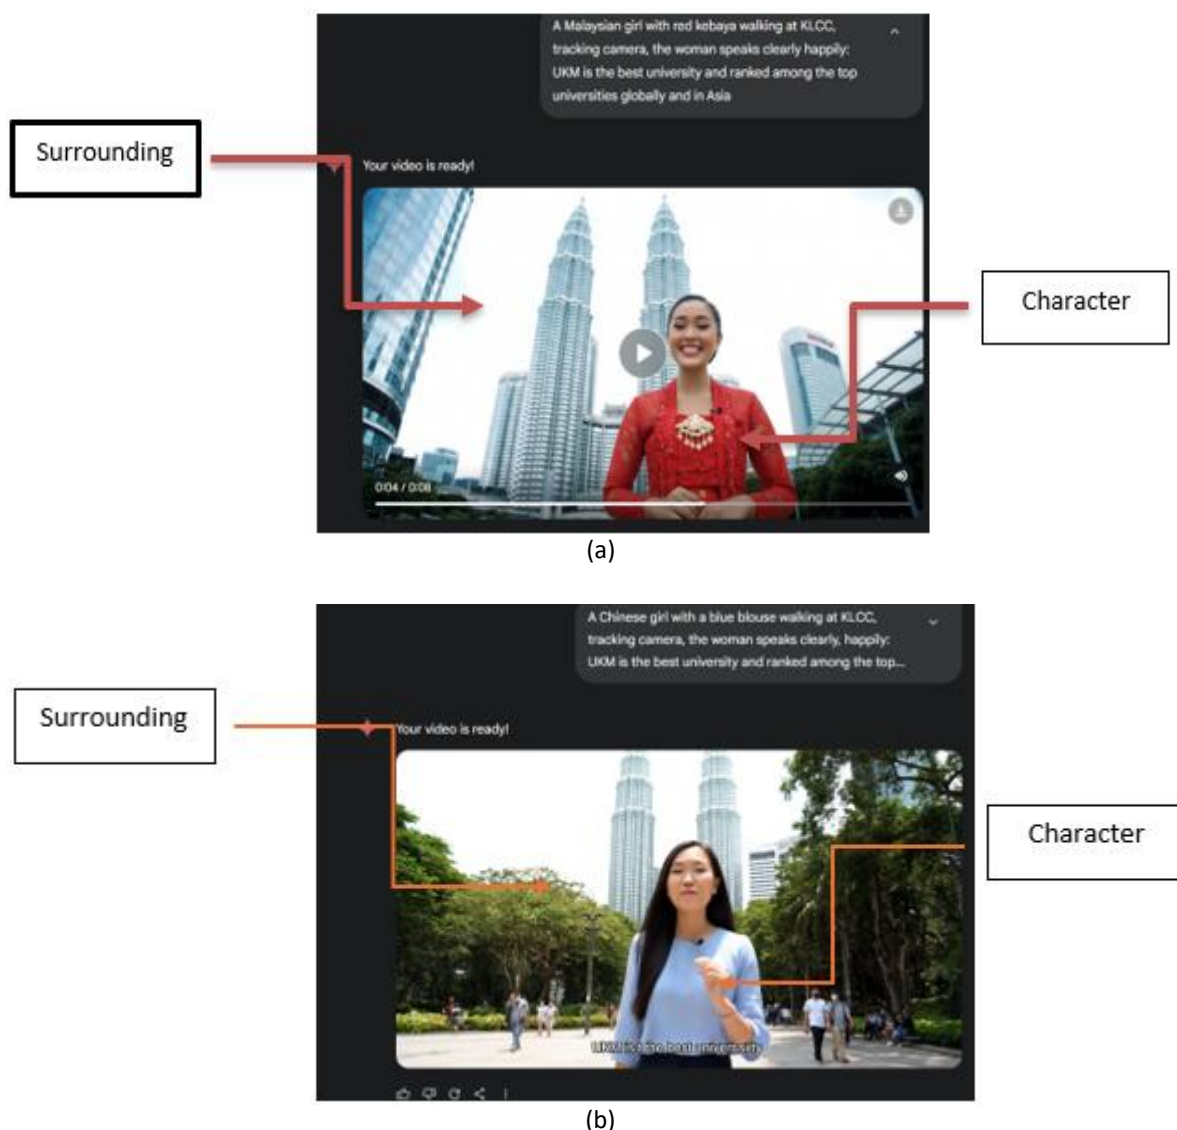 A Malaysian girl with red kebaya walking at KLCC,
tracking camera, the woman speaks clearly happily:
UKM is the best university and ranked among the top
universities globally and in Asia
Surrounding
Your video is ready!
Character
0:04 / 0:08
(a)
A Chinese girl with a blue blouse walking at KLCC,
tracking camera, the woman speaks clearly, happily:
UKM is the best university and ranked among the top...
Surrounding
Your video is ready!
Character
the best
(b)